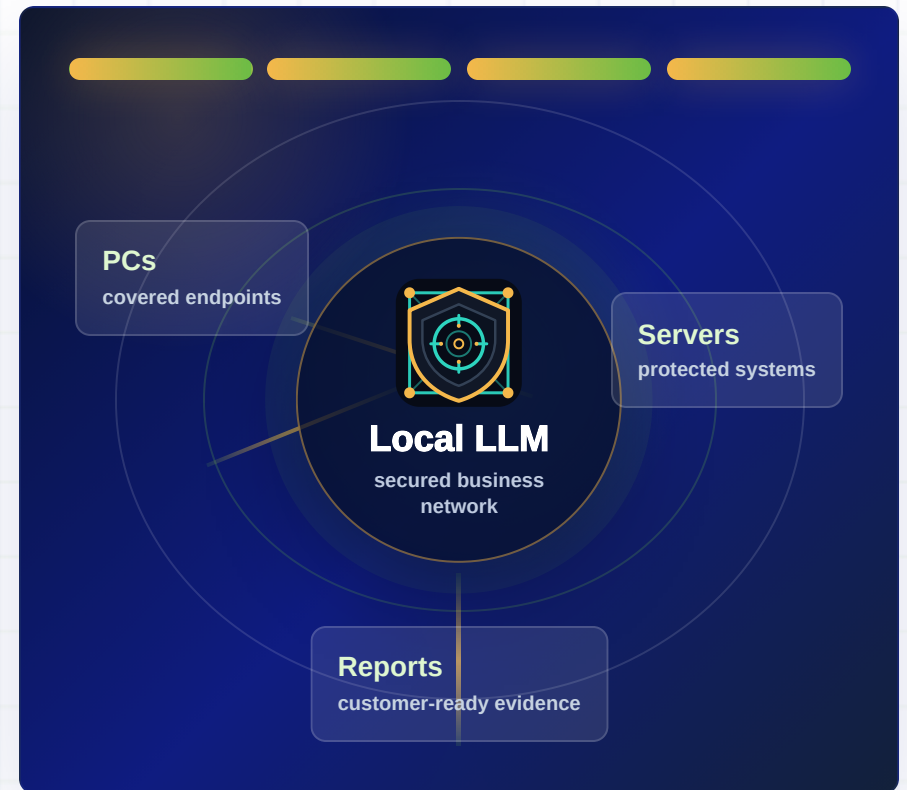 PCs
covered endpoints
Servers
protected systems
Local LLM
secured business
network
Reports
customer-ready evidence